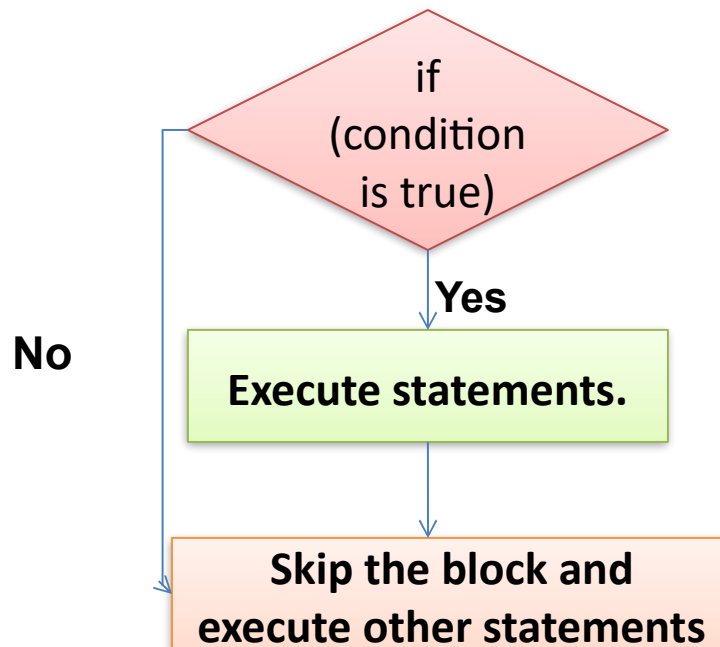 if
(condition
is true)
Yes
No
Execute statements.
Skip the block and
execute other statements